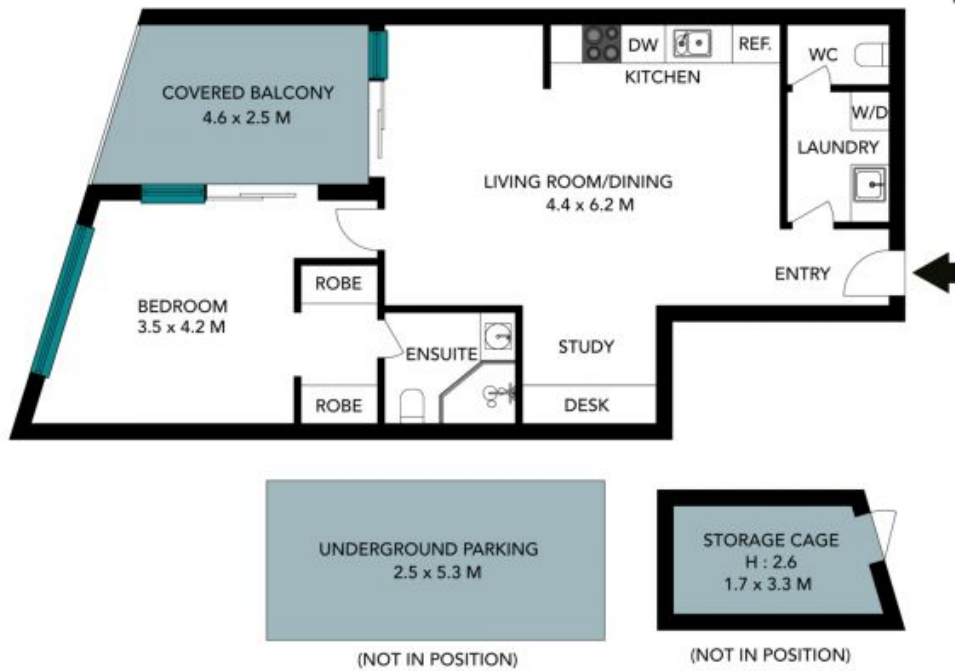 COVERED BALCONY
4.6 x 2.5 M
DW
REF.
KITCHEN
WC
W/D
LAUNDRY
LIVING ROOM/DINING
4.4 x 6.2 M
ENTRY
ROBE
BEDROOM
3.5 x 4.2 M
ENSUITE
STUDY
ROBE
DESK
UNDERGROUND PARKING
2.5 x 5.3 M
(NOT IN POSITION)
STORAGE CAGE
H : 2.6
1.7 x 3.3 M
(NOT IN POSITION)